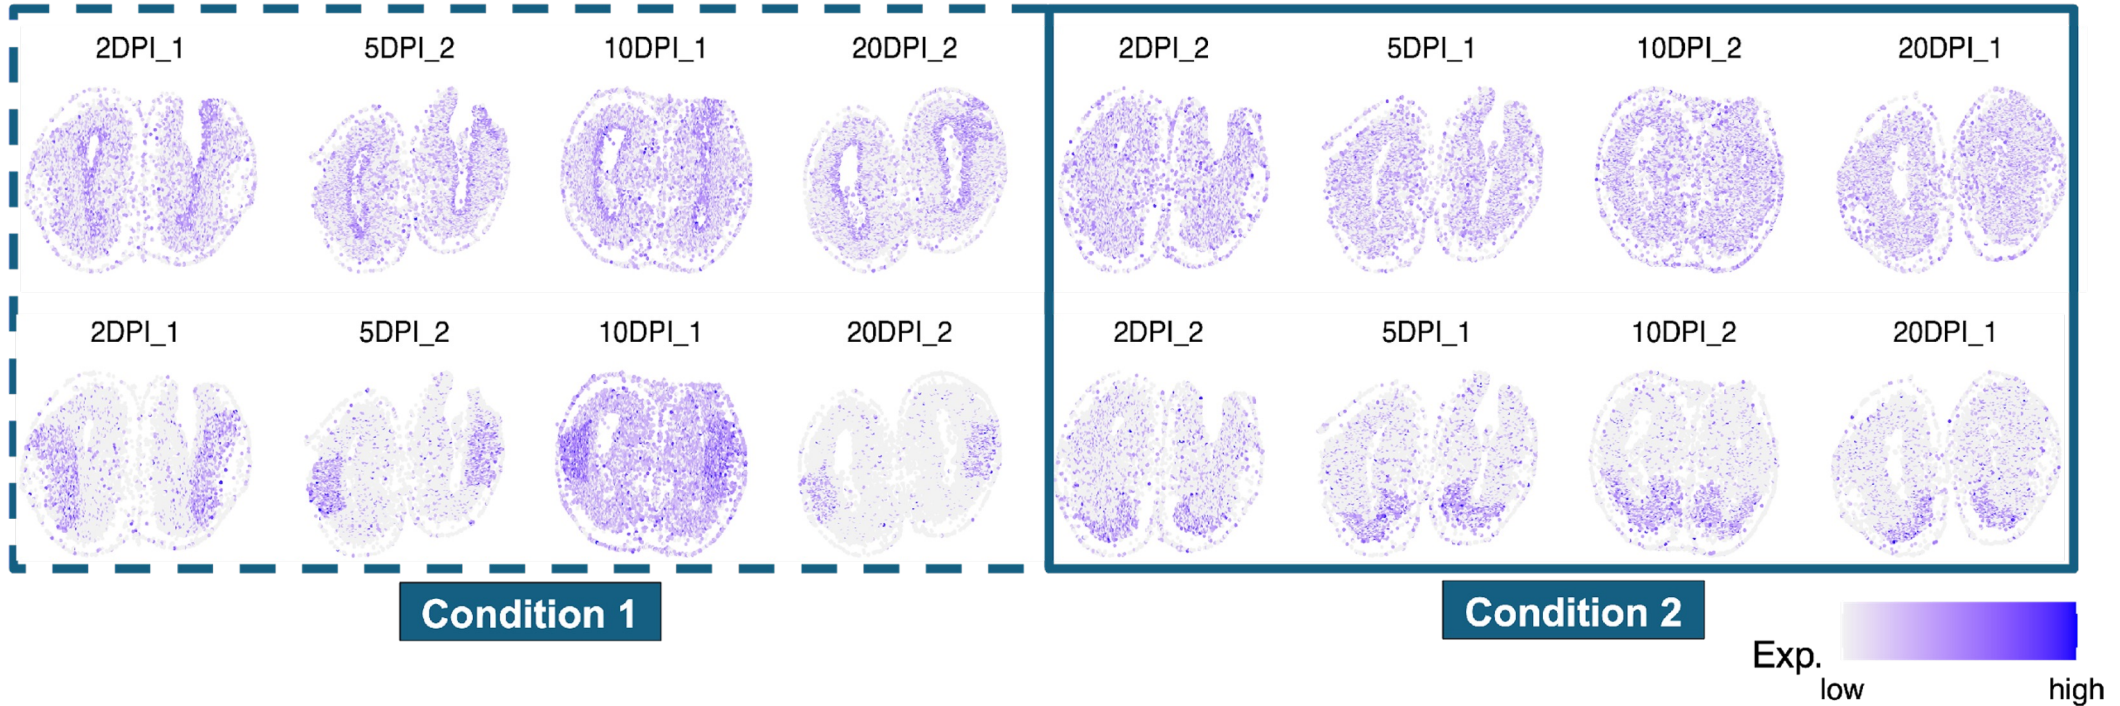 2DPI_1 5DPI_2 10DPI_1 20DPI_2 2DPI_2 5DPI_1 10DPI_2 20DPI_1
2DPI_1 5DPI_2 10DPI_1 20DPI_2 2DPI_2 5DPI_1 10DPI_2 20DPI_1
Condition 1 Condition 2
Exp.
low high